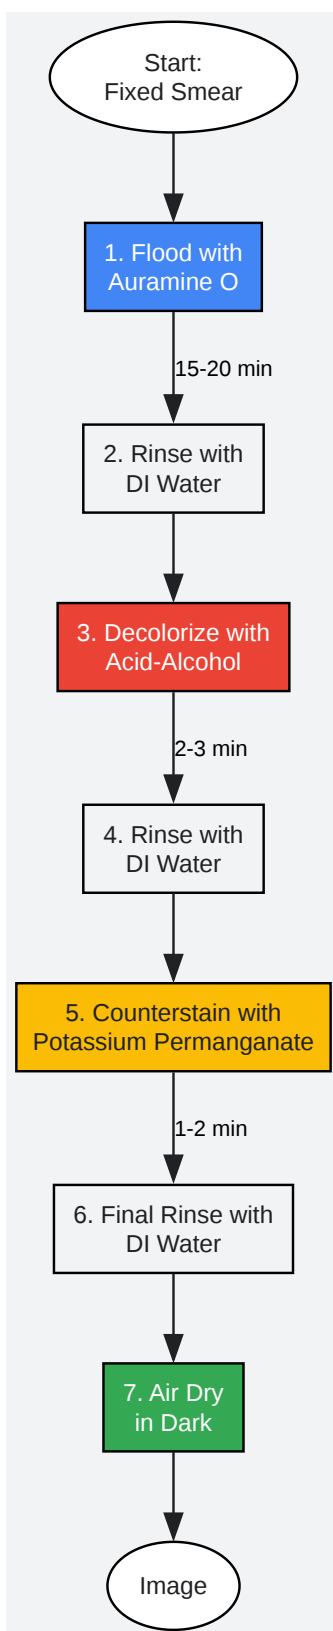 Start:
Fixed Smear
1. Flood with
Auramine O
15-20 min
2. Rinse with
DI Water
3. Decolorize with
Acid-Alcohol
2-3 min
4. Rinse with
DI Water
5. Counterstain with
Potassium Permanganate
1-2 min
6. Final Rinse with
DI Water
7. Air Dry
in Dark
Image